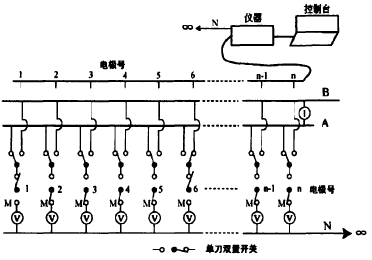 控制台
仪器
∞ N
电极号
1 2 3 4 5 6 n-1 n
B
I
A
1 2 3 4 5 6 n-1 n 电极号
M M M M M M M M
V V V V V V V V
N ∞
单刀双置开关